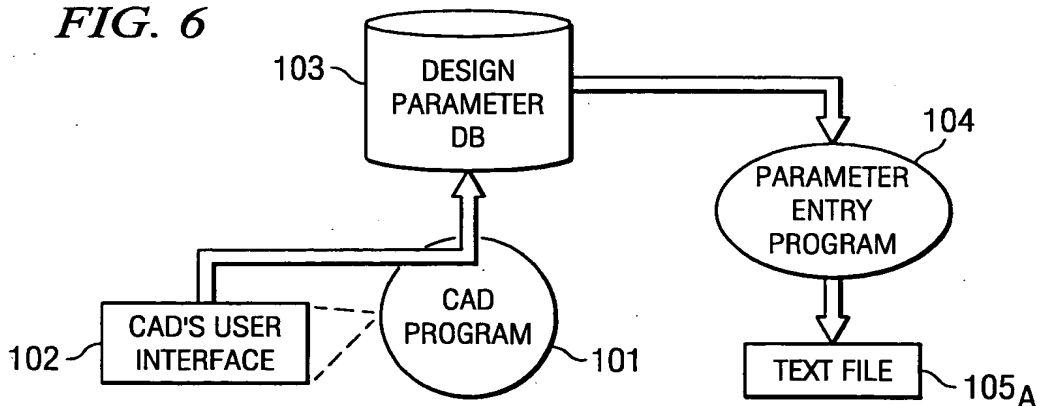 FIG. 6
103
DESIGN
PARAMETER
DB
104
PARAMETER
ENTRY
PROGRAM
CAD
PROGRAM
CAD'S USER
INTERFACE
102
101
TEXT FILE
105A